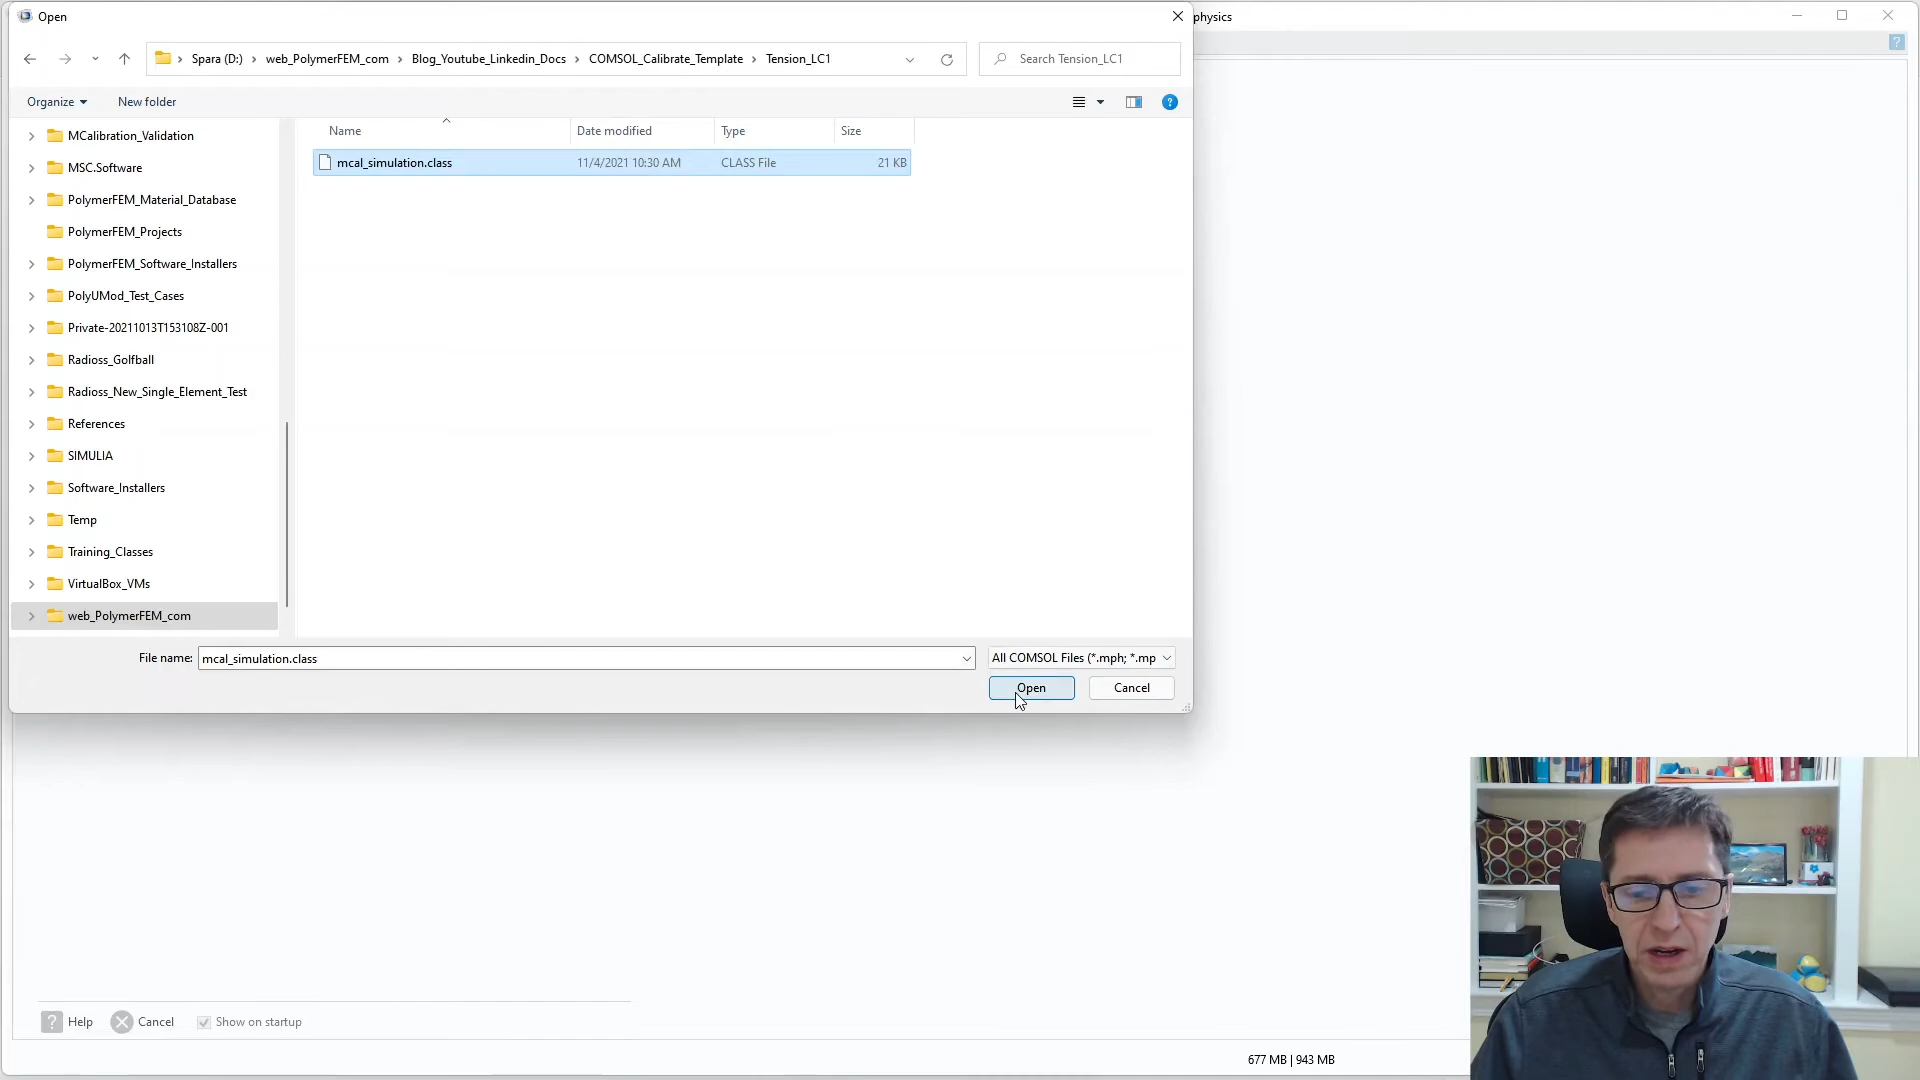 Open
physics
Spara (D:) › web_PolymerFEM_com › Blog_Youtube_Linkedin_Docs › COMSOL_Calibrate_Template › Tension_LC1
Search Tension_LC1
Organize
New folder
?
?
Name
Date modified
Type
Size
mcal_simulation.class
11/4/2021 10:30 AM
CLASS File
21 KB
MCalibration_Validation
MSC.Software
PolymerFEM_Material_Database
PolymerFEM_Projects
PolymerFEM_Software_Installers
PolyUMod_Test_Cases
Private-20211013T153108Z-001
Radioss_Golfball
Radioss_New_Single_Element_Test
References
SIMULIA
Software_Installers
Temp
Training_Classes
VirtualBox_VMs
web_PolymerFEM_com
File name: mcal_simulation.class
All COMSOL Files (*.mph; *.mp
Open
Cancel
? Help
Cancel
Show on startup
677 MB | 943 MB